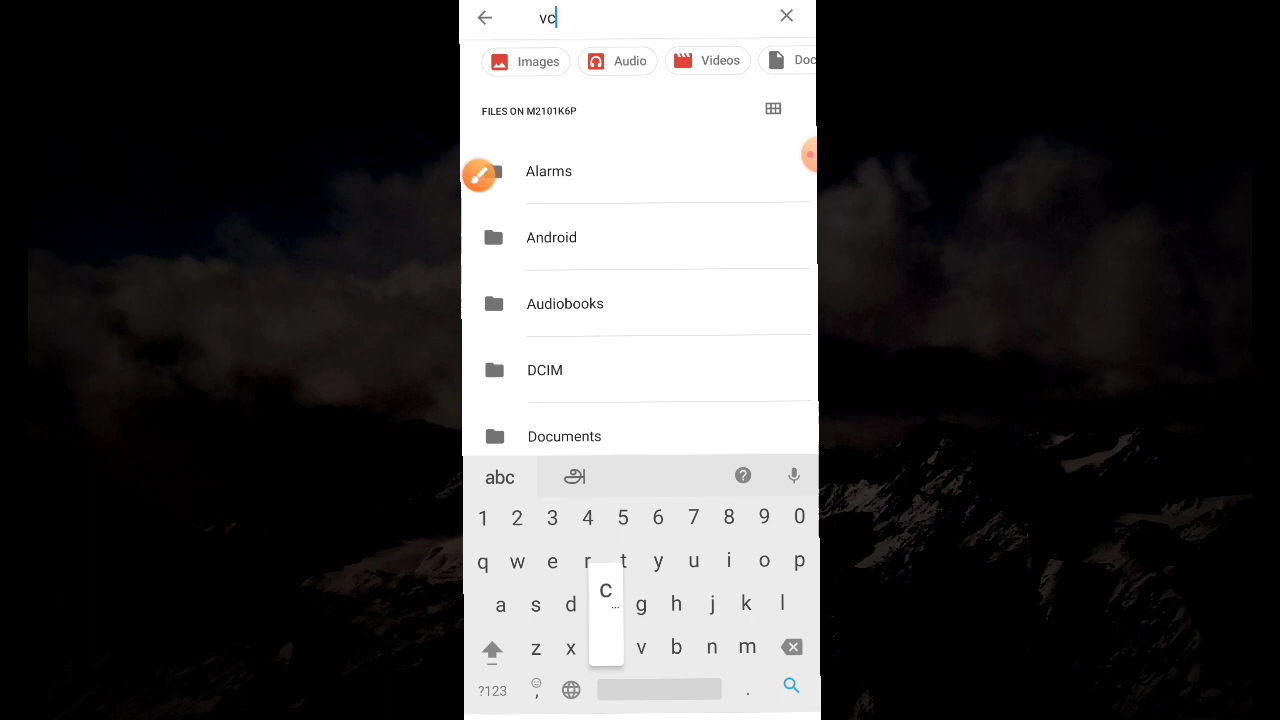 vc
Images Audio Videos Doc
FILES ON M2101K6P
Alarms
Android
Audiobooks
DCIM
Documents
abc அ
1 2 3 4 5 6 7 8 9 0
q w e r t y u i o p
a s d c g h j k l
z x v b n m
?123 , .